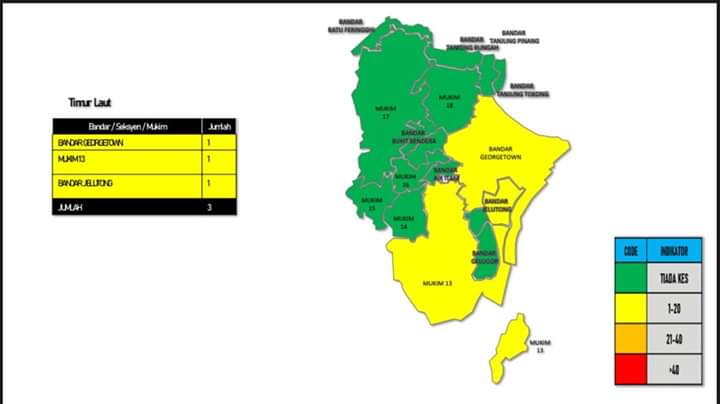 BANDAR
BATU FERINGGHI
BANDAR
TANJUNG BUNGAH
BANDAR
TANJUNG PINANG
BANDAR
TANJUNG TOKONG
Timur Laut
Bandar / Seksyen / Mukim Jumlah
BANDAR GEORGETOWN 1
MUKIM 13 1
BANDAR JELUTONG 1
JUMLAH 3
MUKIM
17
MUKIM
18
BANDAR
BUKIT BENDERA
BANDAR
GEORGETOWN
MUKIM
16
BANDAR
AIR ITAM
MUKIM
15
MUKIM
14
BANDAR
JELUTONG
BANDAR
GELUGOR
MUKIM 13
MUKIM
13
CODE INDIKATOR
TIADA KES
1-20
21-40
>40